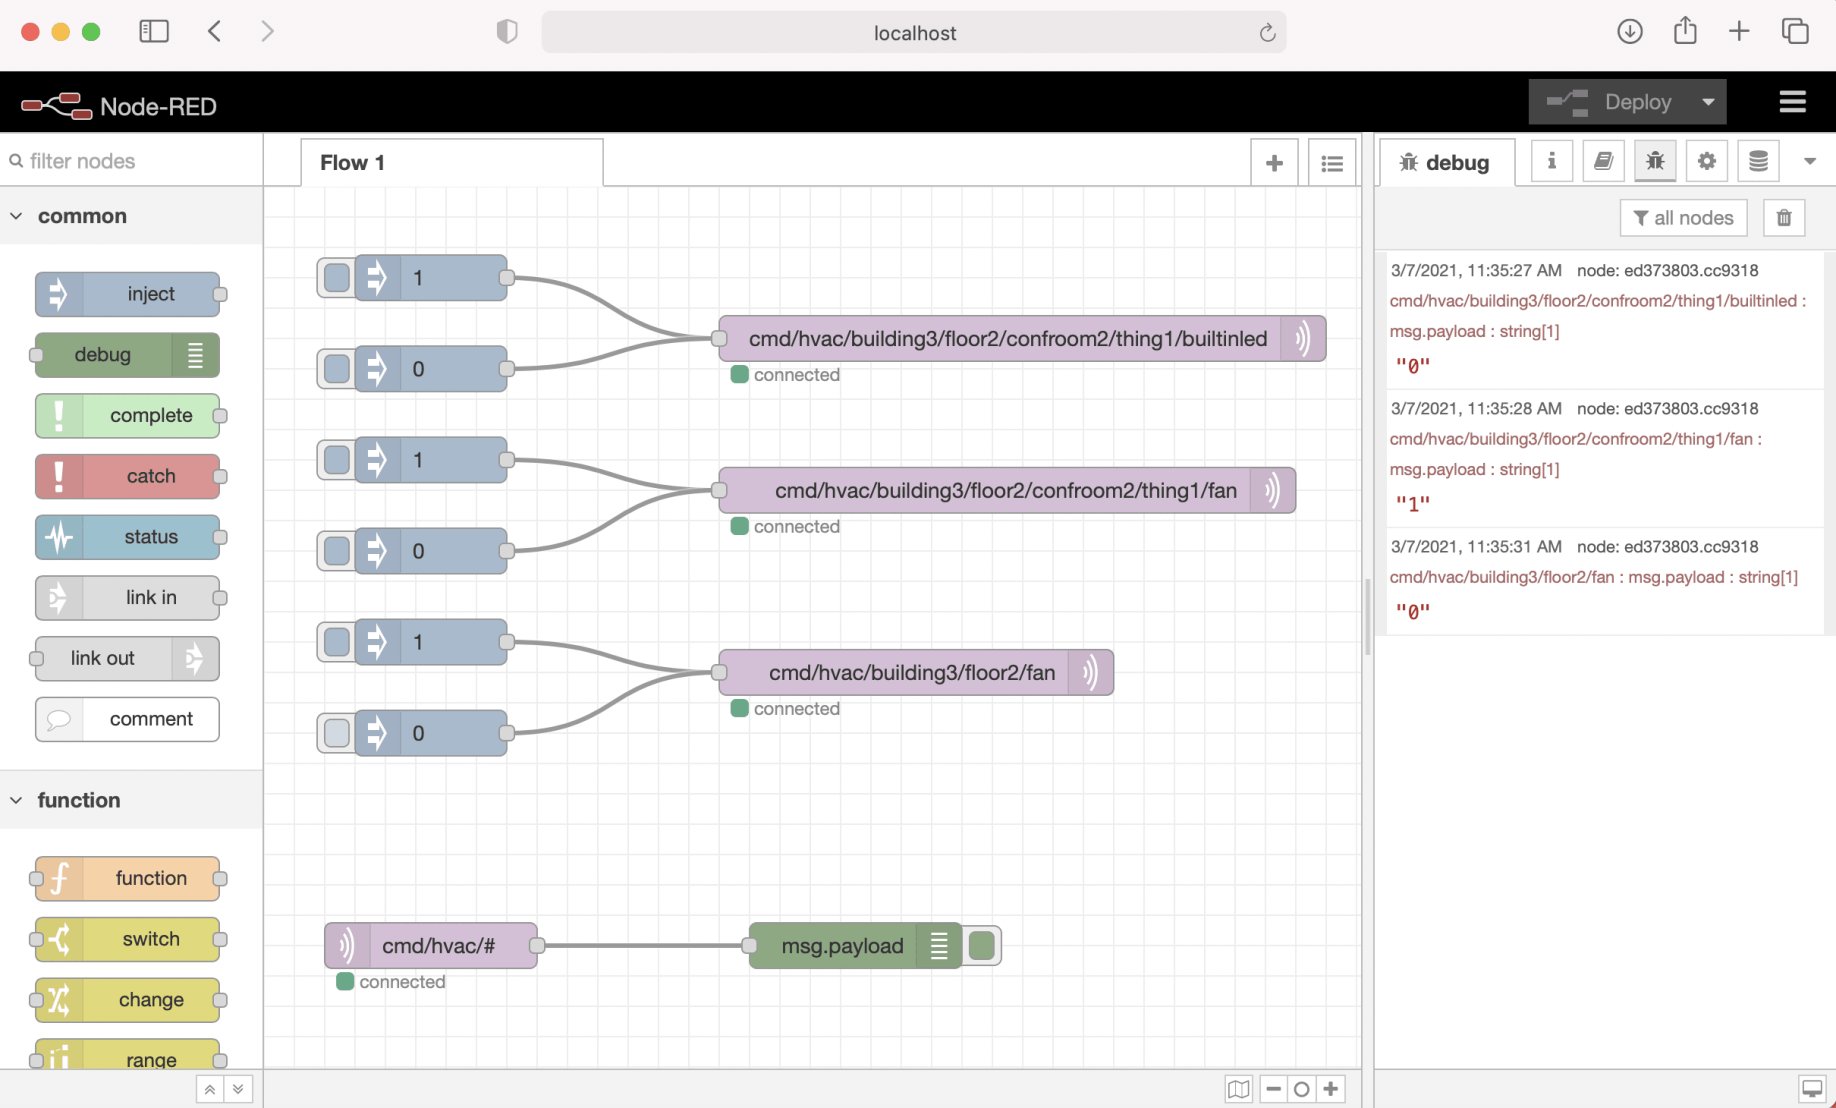 localhost
Node-RED
Deploy
filter nodes
Flow 1
debug
all nodes
common
inject
debug
complete
catch
status
link in
link out
comment
function
function
switch
change
range
1
0
cmd/hvac/building3/floor2/confroom2/thing1/builtinled
connected
1
0
cmd/hvac/building3/floor2/confroom2/thing1/fan
connected
1
0
cmd/hvac/building3/floor2/fan
connected
cmd/hvac/#
connected
msg.payload
3/7/2021, 11:35:27 AM node: ed373803.cc9318
cmd/hvac/building3/floor2/confroom2/thing1/builtinled :
msg.payload : string[1]
"0"
3/7/2021, 11:35:28 AM node: ed373803.cc9318
cmd/hvac/building3/floor2/confroom2/thing1/fan :
msg.payload : string[1]
"1"
3/7/2021, 11:35:31 AM node: ed373803.cc9318
cmd/hvac/building3/floor2/fan : msg.payload : string[1]
"0"